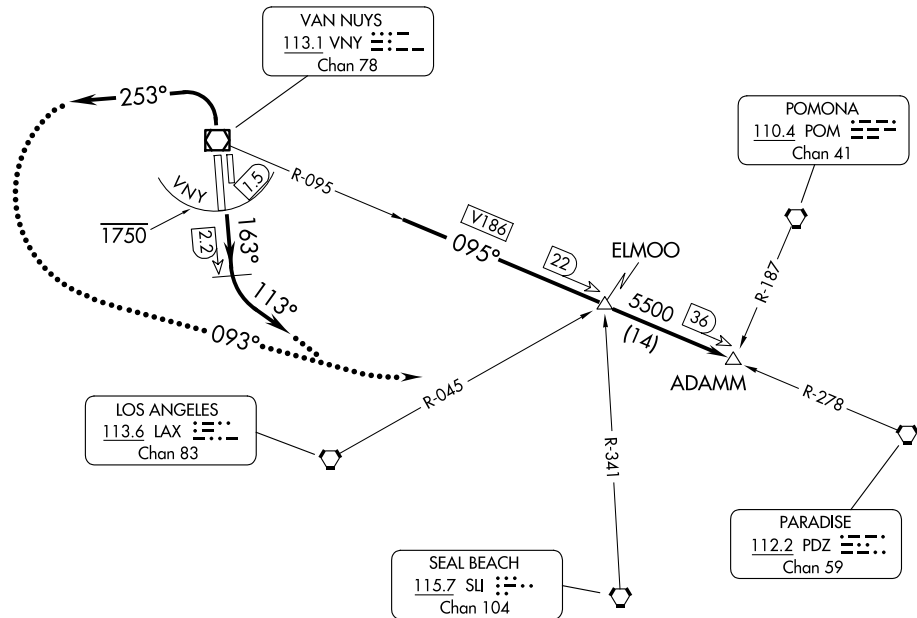 VAN NUYS
113.1 VNY
Chan 78
253°
POMONA
110.4 POM
Chan 41
R-095
1.5
VNY
1750
2.2
163°
V186
095°
22
ELMOO
R-187
113°
5500
(14)
36
093°
ADAMM
R-045
R-278
LOS ANGELES
113.6 LAX
Chan 83
R-341
PARADISE
112.2 PDZ
Chan 59
SEAL BEACH
115.7 SLI
Chan 104